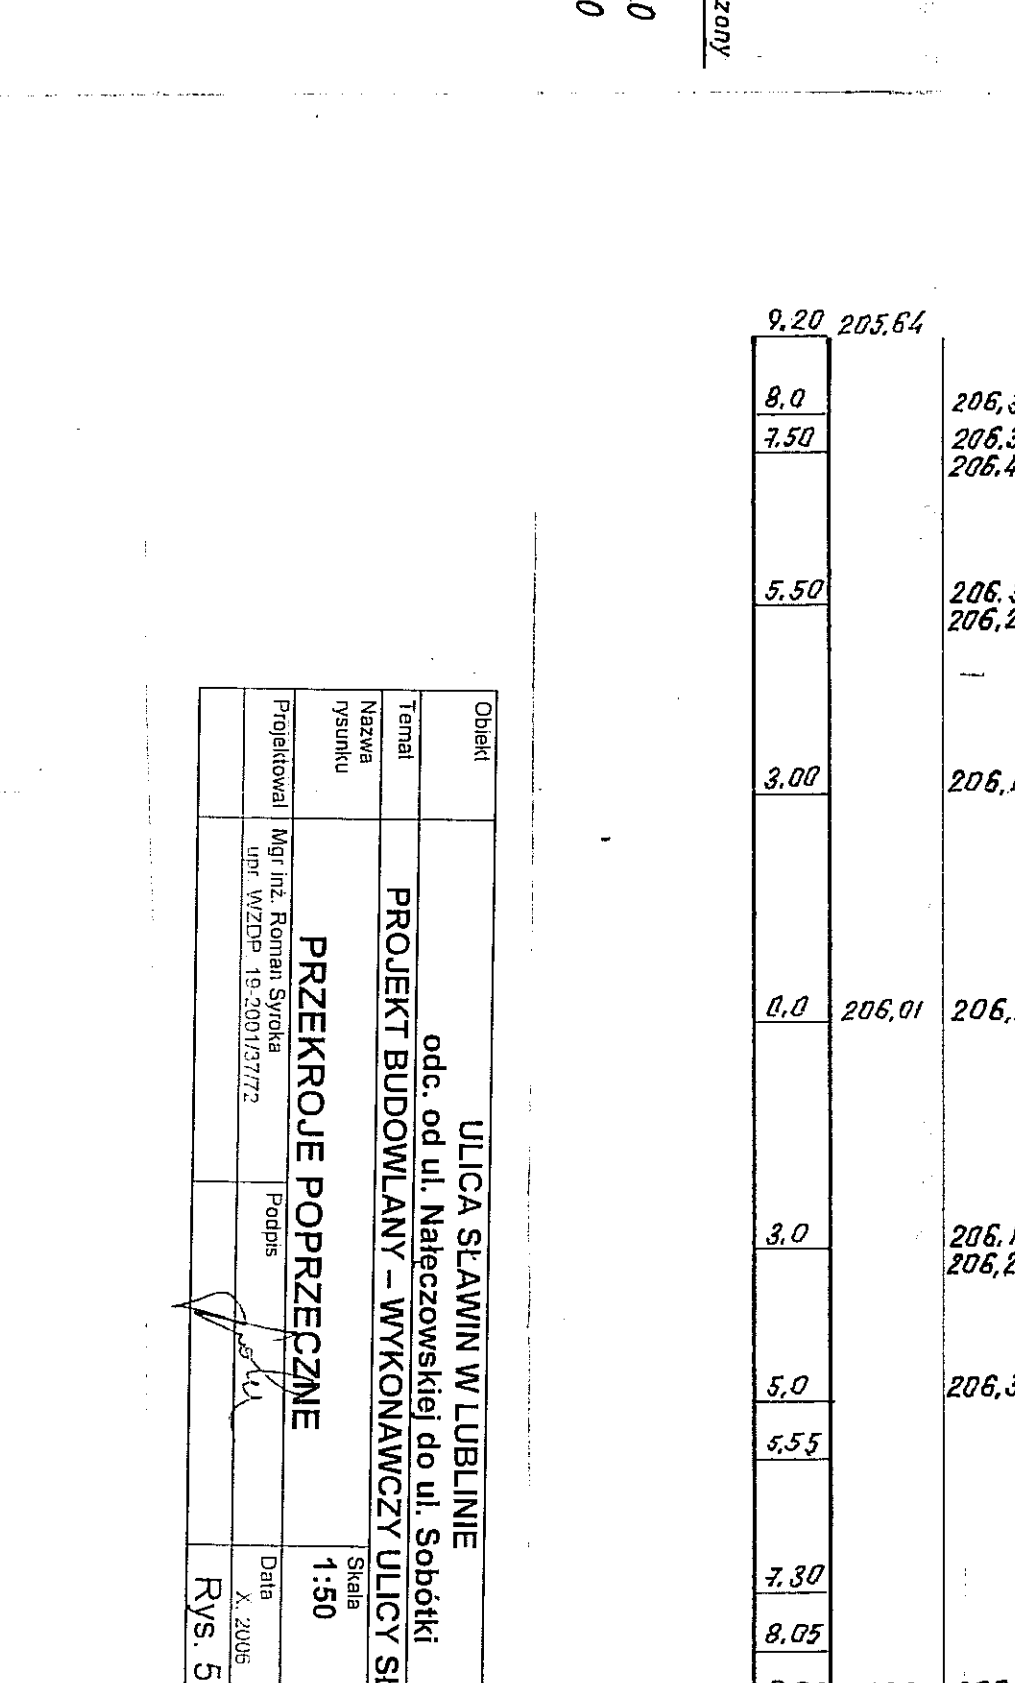 zony
0
0
9.20 205.64
8.0
7.50
5.50
3.00
0.0 206,01
3.0
5,0
5,55
7.30
8.05
Obiekt
ULICA SŁAWIN W LUBLINIE
odc. od ul. Nałęczowskiej do ul. Sobótki
Temat
PROJEKT BUDOWLANY – WYKONAWCZY ULICY
Nazwa
rysunku
PRZEKROJE POPRZECZNE
Skala
1:50
Projektował
Mgr inż. Roman Syroka
upr. WZDP. 19-2001/37/72
Podpis
Data
X. 2006
Rys. 5